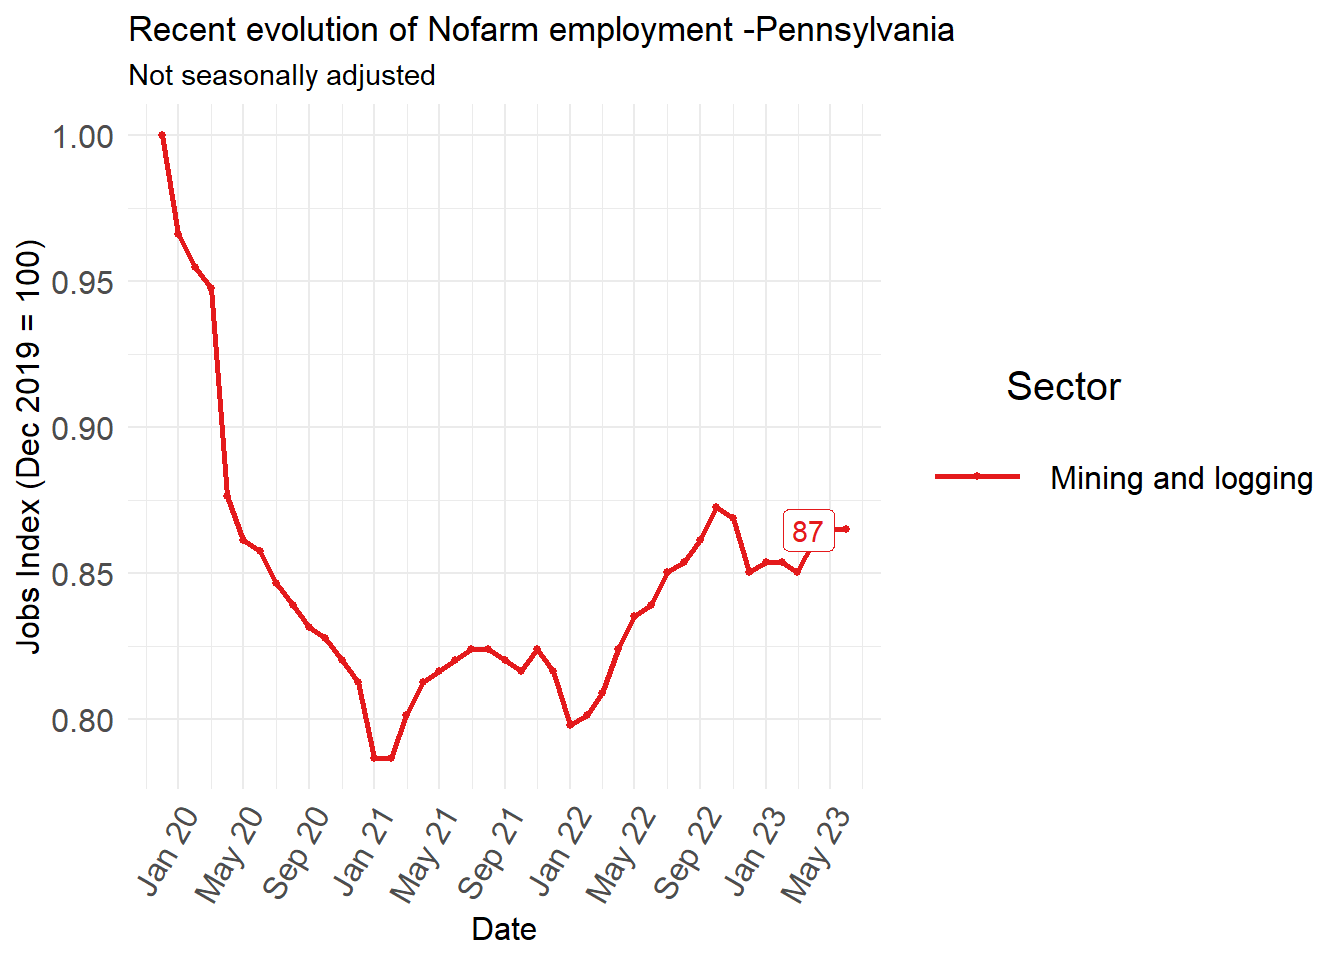 Recent evolution of Nofarm employment -Pennsylvania
Not seasonally adjusted
Jobs Index (Dec 2019 = 100)
1.00
0.95
0.90
0.85
0.80
87
Jan 20
May 20
Sep 20
Jan 21
May 21
Sep 21
Jan 22
May 22
Sep 22
Jan 23
May 23
Date
Sector
Mining and logging